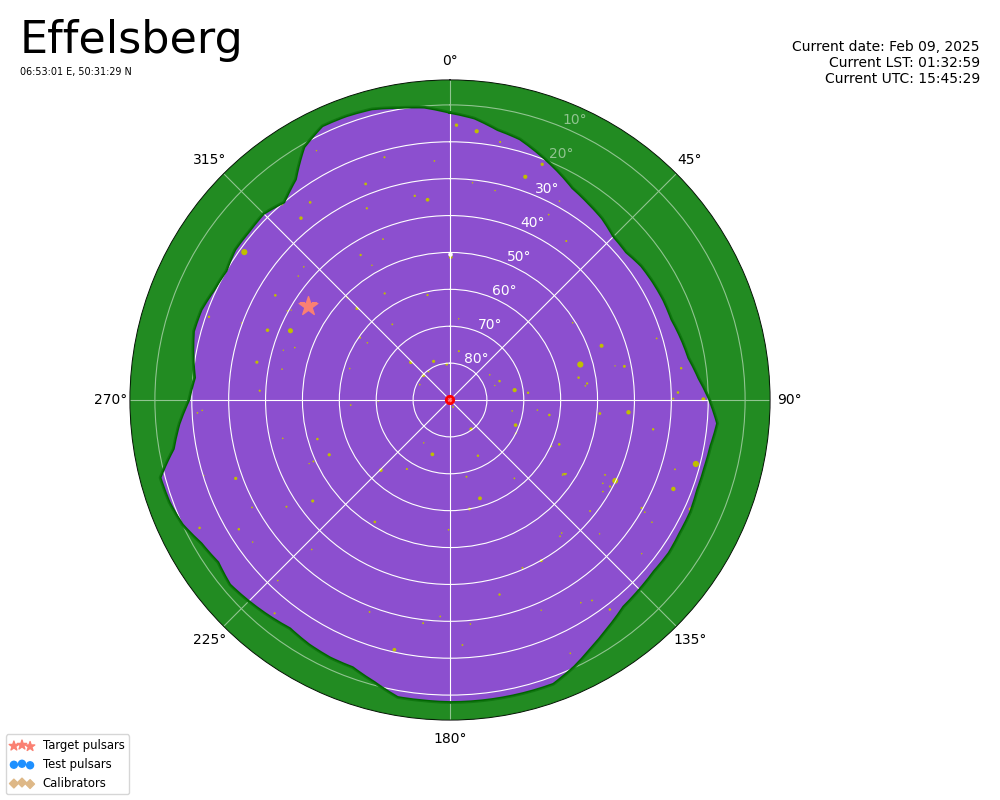 Effelsberg
06:53:01 E, 50:31:29 N
Current date: Feb 09, 2025
Current LST: 01:32:59
Current UTC: 15:45:29
0°
45°
90°
135°
180°
225°
270°
315°
10°
20°
30°
40°
50°
60°
70°
80°
Target pulsars
Test pulsars
Calibrators